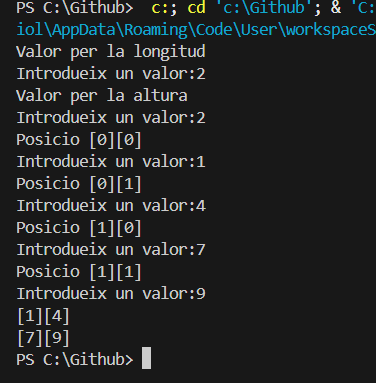 PS C:\Github>  c:; cd 'c:\Github'; & 'C:
iol\AppData\Roaming\Code\User\workspaceS
Valor per la longitud
Introdueix un valor:2
Valor per la altura
Introdueix un valor:2
Posicio [0][0]
Introdueix un valor:1
Posicio [0][1]
Introdueix un valor:4
Posicio [1][0]
Introdueix un valor:7
Posicio [1][1]
Introdueix un valor:9
[1][4]
[7][9]
PS C:\Github>